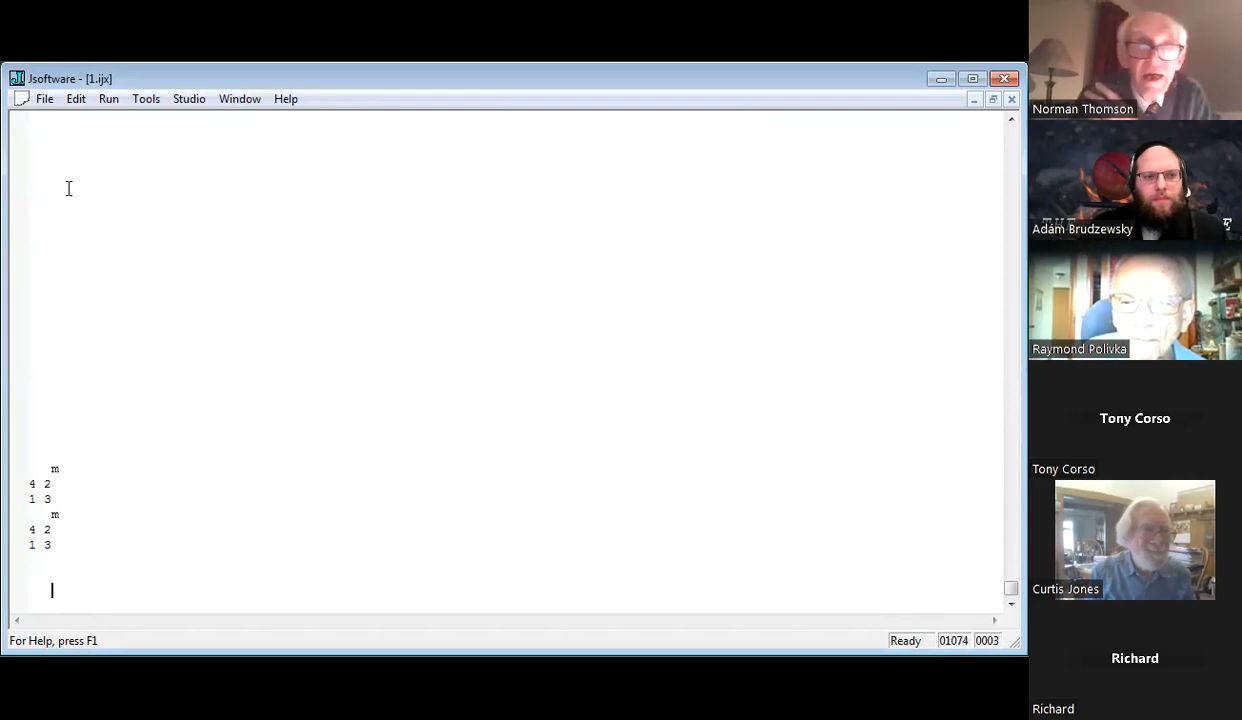 Jsoftware - [1.ijx]
File Edit Run Tools Studio Window Help
m
4 2
1 3
m
4 2
1 3
For Help, press F1
Ready 01074 0003
Norman Thomson
Adam Brudzewsky
Raymond Polivka
Tony Corso
Tony Corso
Curtis Jones
Richard
Richard